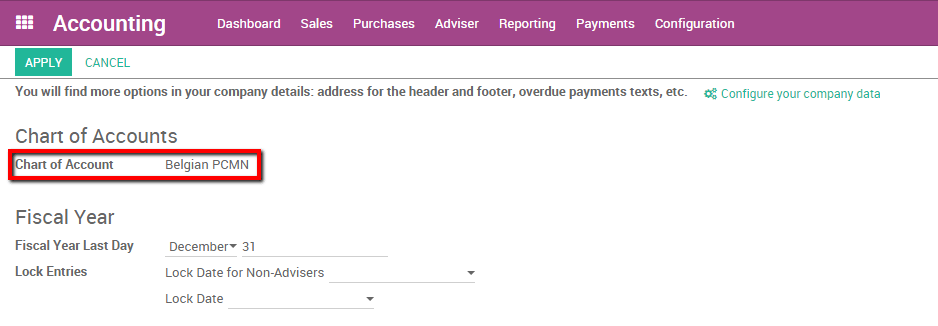 Accounting Dashboard Sales Purchases Adviser Reporting Payments Configuration
APPLY CANCEL
You will find more options in your company details: address for the header and footer, overdue payments texts, etc. Configure your company data
Chart of Accounts
Chart of Account Belgian PCMN
Fiscal Year
Fiscal Year Last Day December 31
Lock Entries Lock Date for Non-Advisers
Lock Date